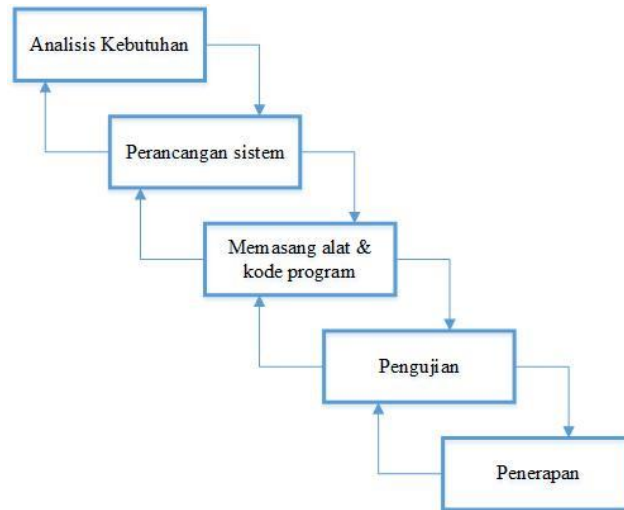 Analisis Kebutuhan
Perancangan sistem
Memasang alat &
kode program
Pengujian
Penerapan